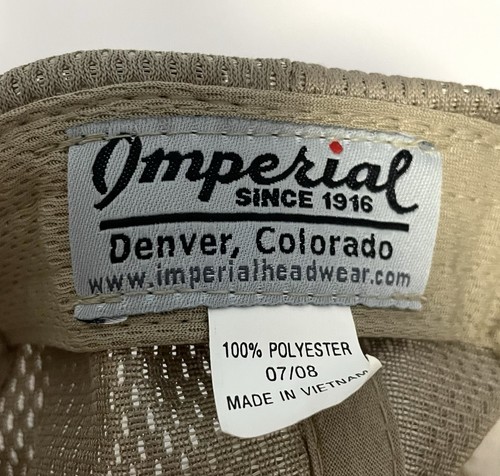 Imperial
SINCE 1916
Denver, Colorado
www.imperialheadwear.com
100% POLYESTER
07/08
MADE IN VIETNAM